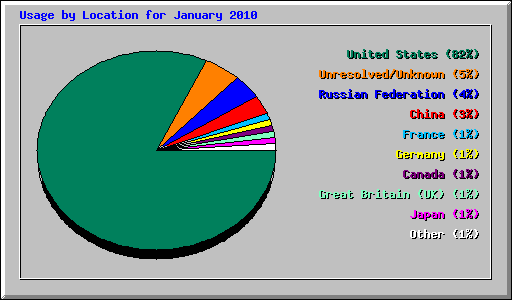 Usage by Location for January 2010
United States (82%)
Unresolved/Unknown (5%)
Russian Federation (4%)
China (3%)
France (1%)
Germany (1%)
Canada (1%)
Great Britain (UK) (1%)
Japan (1%)
Other (1%)